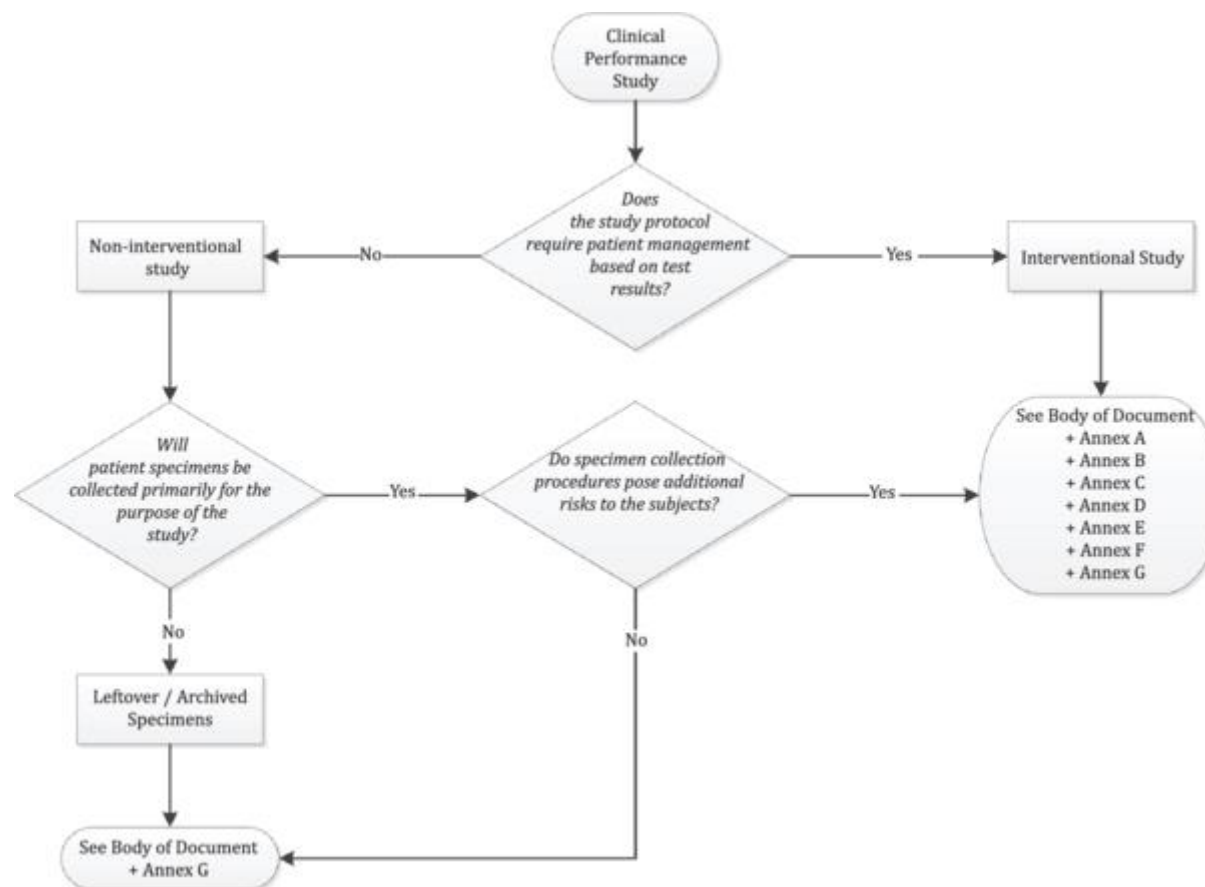 Clinical
Performance
Study
Does
the study protocol
require patient management
based on test
results?
No
Yes
Non-interventional
study
Interventional Study
Will
patient specimens be
collected primarily for the
purpose of the
study?
Yes
Do specimen collection
procedures pose additional
risks to the subjects?
Yes
See Body of Document
+ Annex A
+ Annex B
+ Annex C
+ Annex D
+ Annex E
+ Annex F
+ Annex G
No
No
Leftover / Archived
Specimens
See Body of Document
+ Annex G